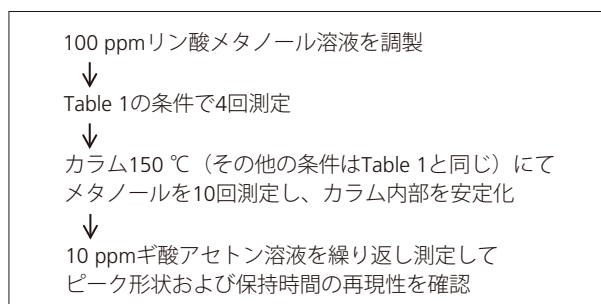 100 ppmリン酸メタノール溶液を調製
↓
Table 1の条件で4回測定
↓
カラム150 ℃（その他の条件はTable 1と同じ）にて
メタノールを10回測定し、カラム内部を安定化
↓
10 ppmギ酸アセトン溶液を繰り返し測定して
ピーク形状および保持時間の再現性を確認